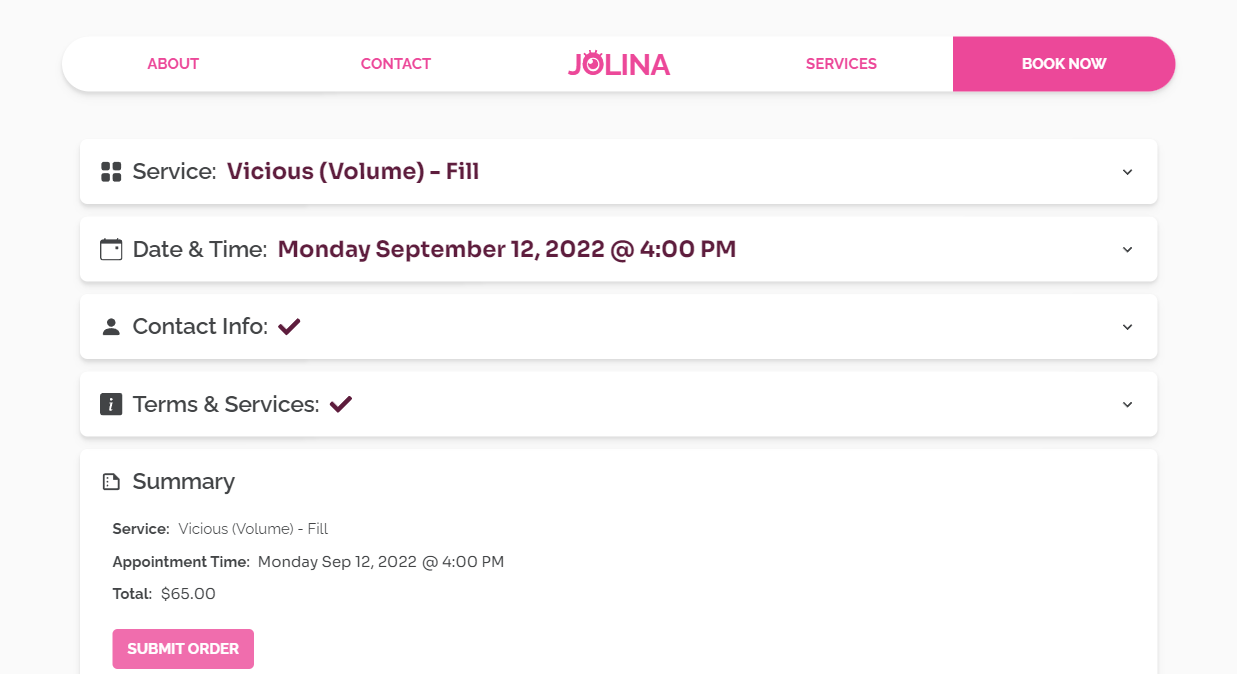 ABOUT CONTACT JOLINA SERVICES BOOK NOW
Service: Vicious (Volume) - Fill
Date & Time: Monday September 12, 2022 @ 4:00 PM
Contact Info:
Terms & Services:
Summary
Service: Vicious (Volume) - Fill
Appointment Time: Monday Sep 12, 2022 @ 4:00 PM
Total: $65.00
SUBMIT ORDER